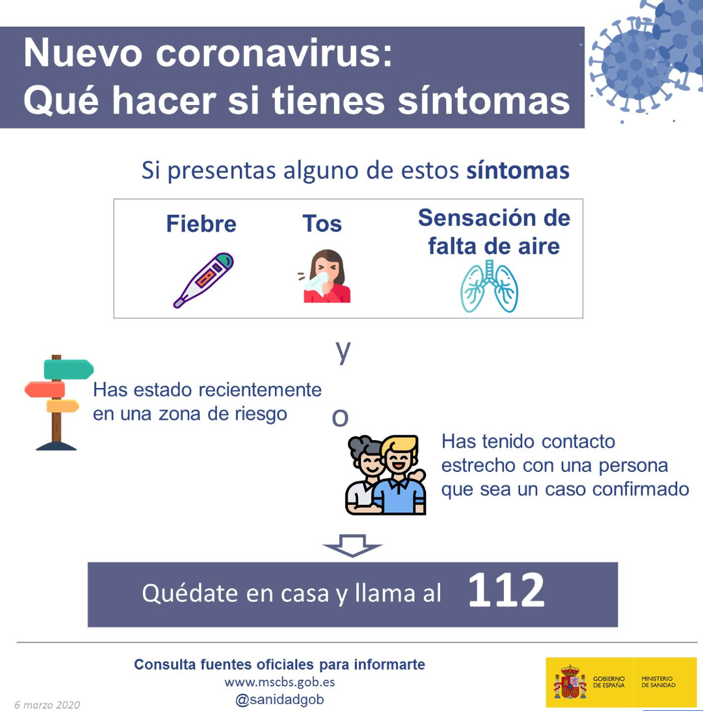 Nuevo coronavirus:
Qué hacer si tienes síntomas
Si presentas alguno de estos síntomas
Fiebre
Tos
Sensación de
falta de aire
y
Has estado recientemente
en una zona de riesgo
o
Has tenido contacto
estrecho con una persona
que sea un caso confirmado
Quédate en casa y llama al 112
Consulta fuentes oficiales para informarte
www.mscbs.gob.es
@sanidadgob
6 marzo 2020
GOBIERNO
DE ESPAÑA
MINISTERIO
DE SANIDAD